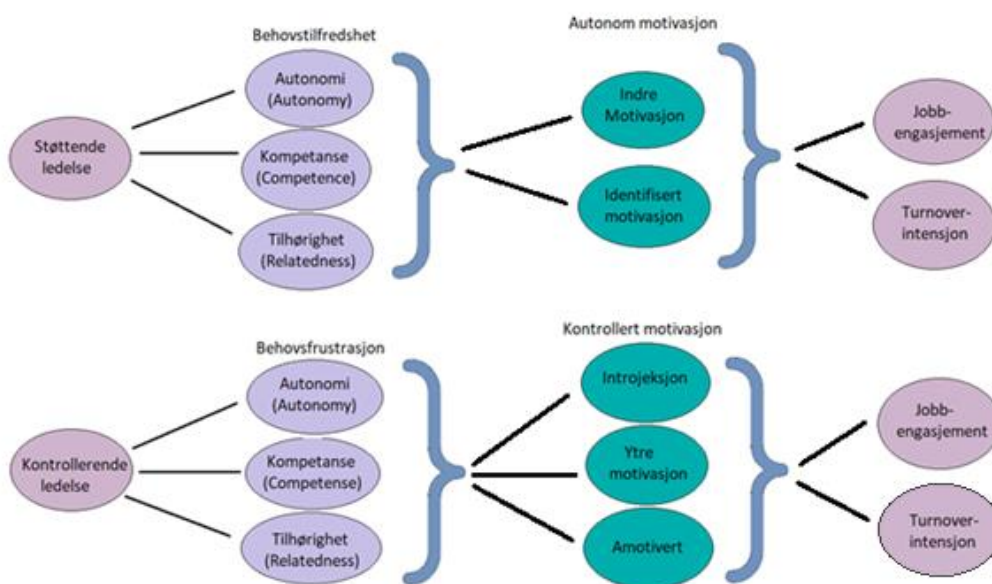 Behovstilfredshet
Autonom motivasjon
Støttende
ledelse
Autonomi
(Autonomy)
Kompetanse
(Competence)
Tilhørighet
(Relatedness)
Indre
Motivasjon
Identifisert
motivasjon
Jobb-
engasjement
Turnover-
intensjon
Behovsfrustrasjon
Kontrollert motivasjon
Kontrollerende
ledelse
Autonomi
(Autonomy)
Kompetanse
(Competense)
Tilhørighet
(Relatedness)
Introjeksjon
Ytre
motivasjon
Amotivert
Jobb-
engasjement
Turnover-
intensjon